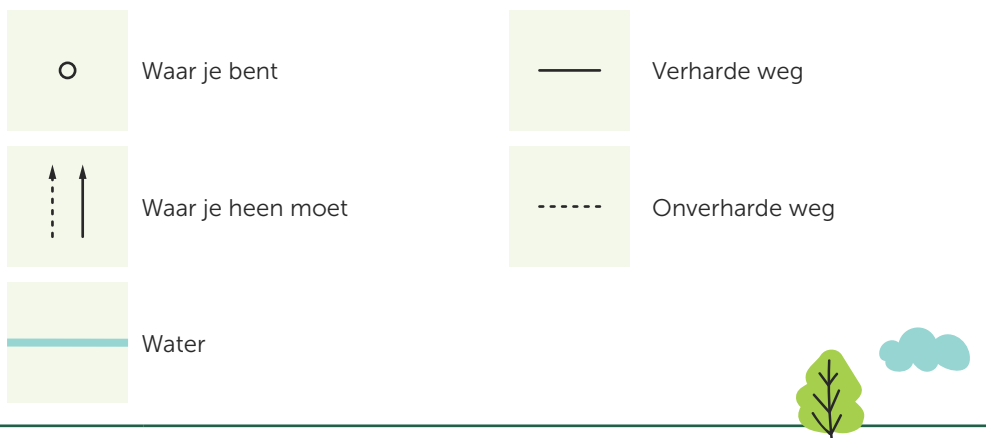 Waar je bent
Verharde weg
Waar je heen moet
Onverharde weg
Water